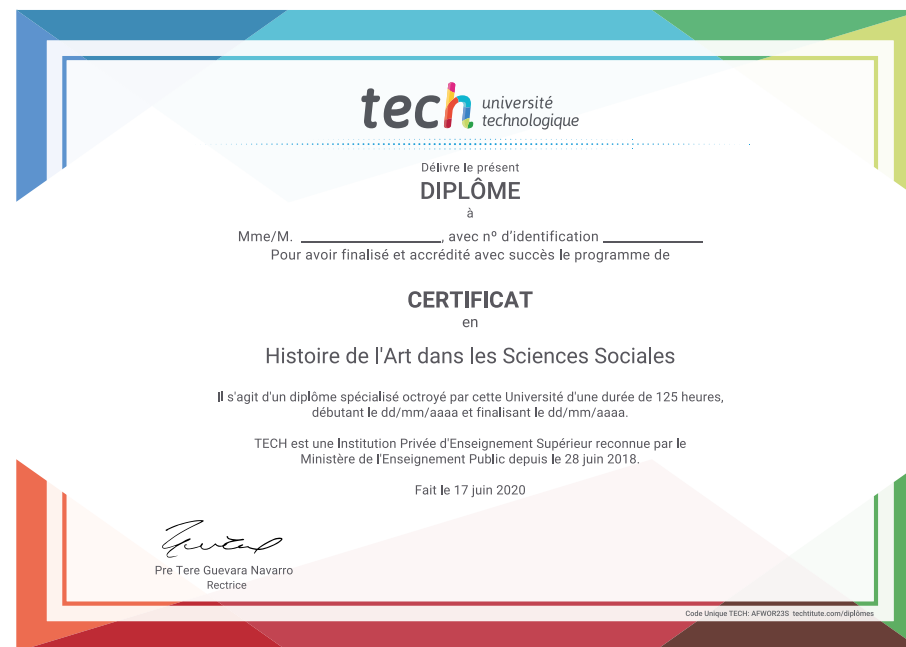 tech université
technologique
Délivre le présent
DIPLÔME
à
Mme/M. ____________________, avec nº d'identification ______________
Pour avoir finalisé et accrédité avec succès le programme de
CERTIFICAT
en
Histoire de l'Art dans les Sciences Sociales
Il s'agit d'un diplôme spécialisé octroyé par cette Université d'une durée de 125 heures,
débutant le dd/mm/aaaa et finalisant le dd/mm/aaaa.
TECH est une Institution Privée d'Enseignement Supérieur reconnue par le
Ministère de l'Enseignement Public depuis le 28 juin 2018.
Fait le 17 juin 2020
Pre Tere Guevara Navarro
Rectrice
Code Unique TECH: AFWOR23S techtitute.com/diplômes